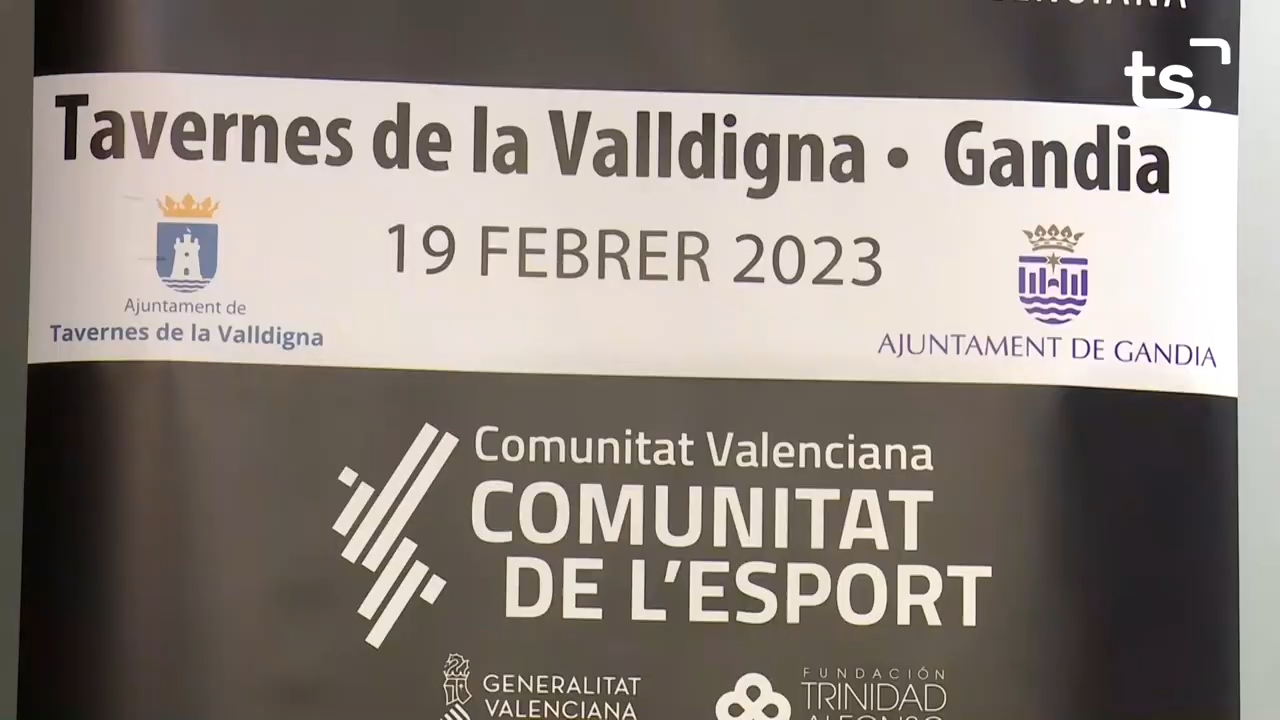 ts.
Tavernes de la Valldigna • Gandia
19 FEBRER 2023
Ajuntament de
Tavernes de la Valldigna
AJUNTAMENT DE GANDIA
Comunitat Valenciana
COMUNITAT
DE L'ESPORT
GENERALITAT
VALENCIANA
FUNDACIÓN
TRINIDAD
ALFONSO